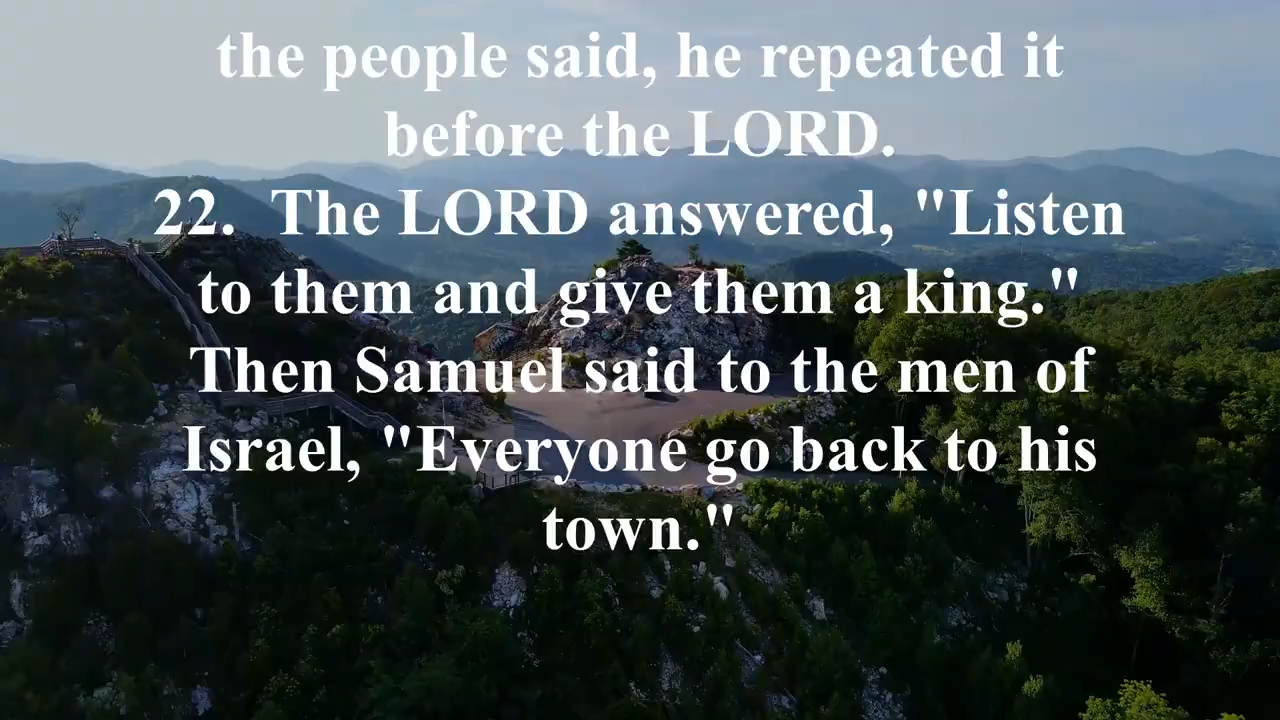 the people said, he repeated it
before the LORD.
22.  The LORD answered, "Listen
to them and give them a king."
Then Samuel said to the men of
Israel, "Everyone go back to his
town."